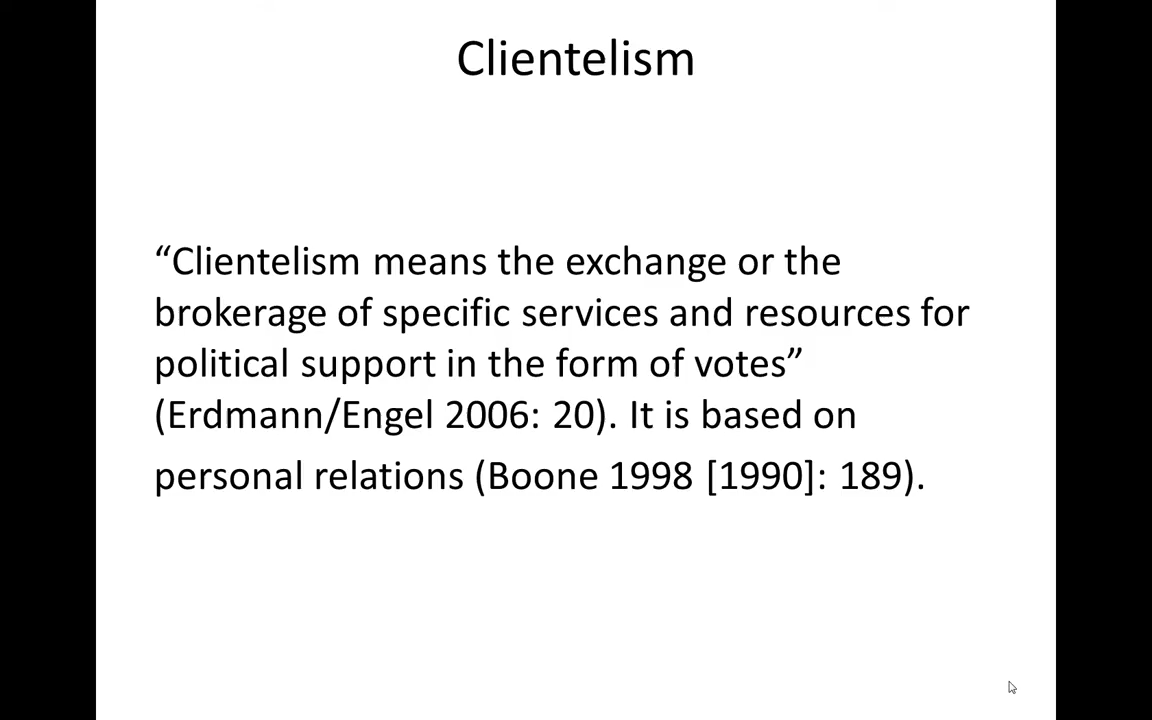 Clientelism
“Clientelism means the exchange or the
brokerage of specific services and resources for
political support in the form of votes”
(Erdmann/Engel 2006: 20). It is based on
personal relations (Boone 1998 [1990]: 189).